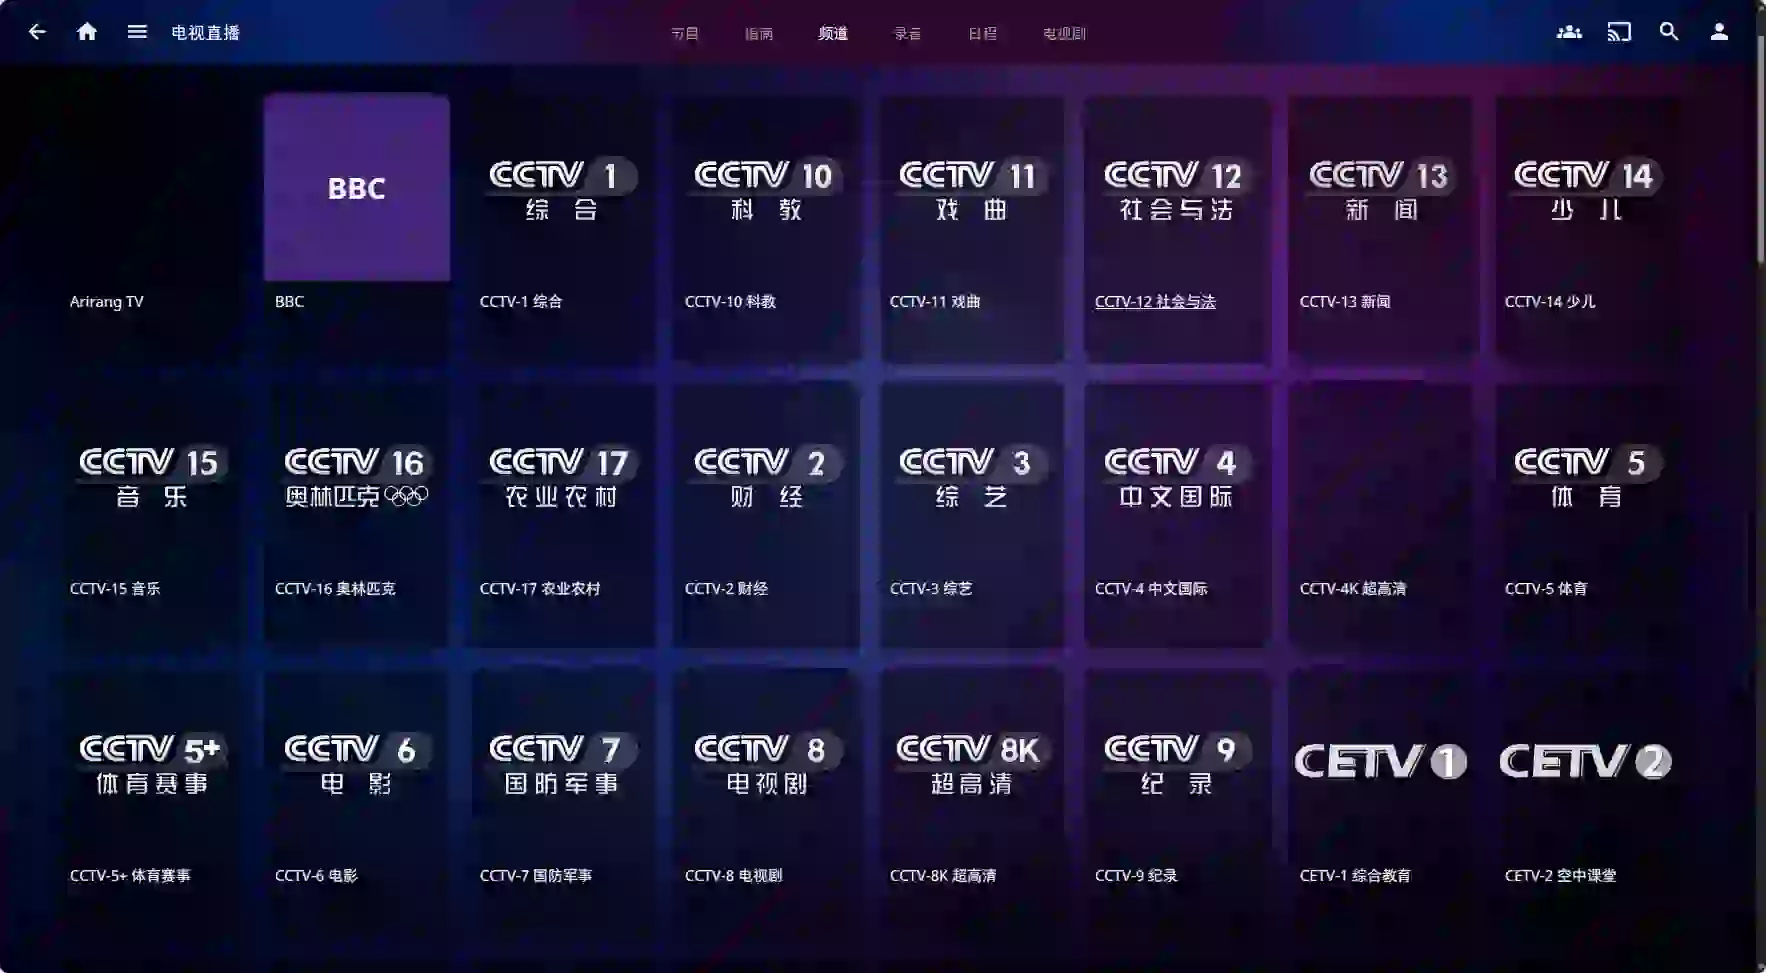 电视直播
节目 指南 频道 录音 日程 电视剧
BBC
CCTV 1
综合
CCTV 10
科教
CCTV 11
戏曲
CCTV 12
社会与法
CCTV 13
新闻
CCTV 14
少儿
Arirang TV
BBC
CCTV-1 综合
CCTV-10 科教
CCTV-11 戏曲
CCTV-12 社会与法
CCTV-13 新闻
CCTV-14 少儿
CCTV 15
音乐
CCTV 16
奥林匹克
CCTV 17
农业农村
CCTV 2
财经
CCTV 3
综艺
CCTV 4
中文国际
CCTV 5
体育
CCTV-15 音乐
CCTV-16 奥林匹克
CCTV-17 农业农村
CCTV-2 财经
CCTV-3 综艺
CCTV-4 中文国际
CCTV-4K 超高清
CCTV-5 体育
CCTV 5+
体育赛事
CCTV 6
电影
CCTV 7
国防军事
CCTV 8
电视剧
CCTV 8K
超高清
CCTV 9
纪录
CETV 1
CETV 2
CCTV-5+ 体育赛事
CCTV-6 电影
CCTV-7 国防军事
CCTV-8 电视剧
CCTV-8K 超高清
CCTV-9 纪录
CETV-1 综合教育
CETV-2 空中课堂